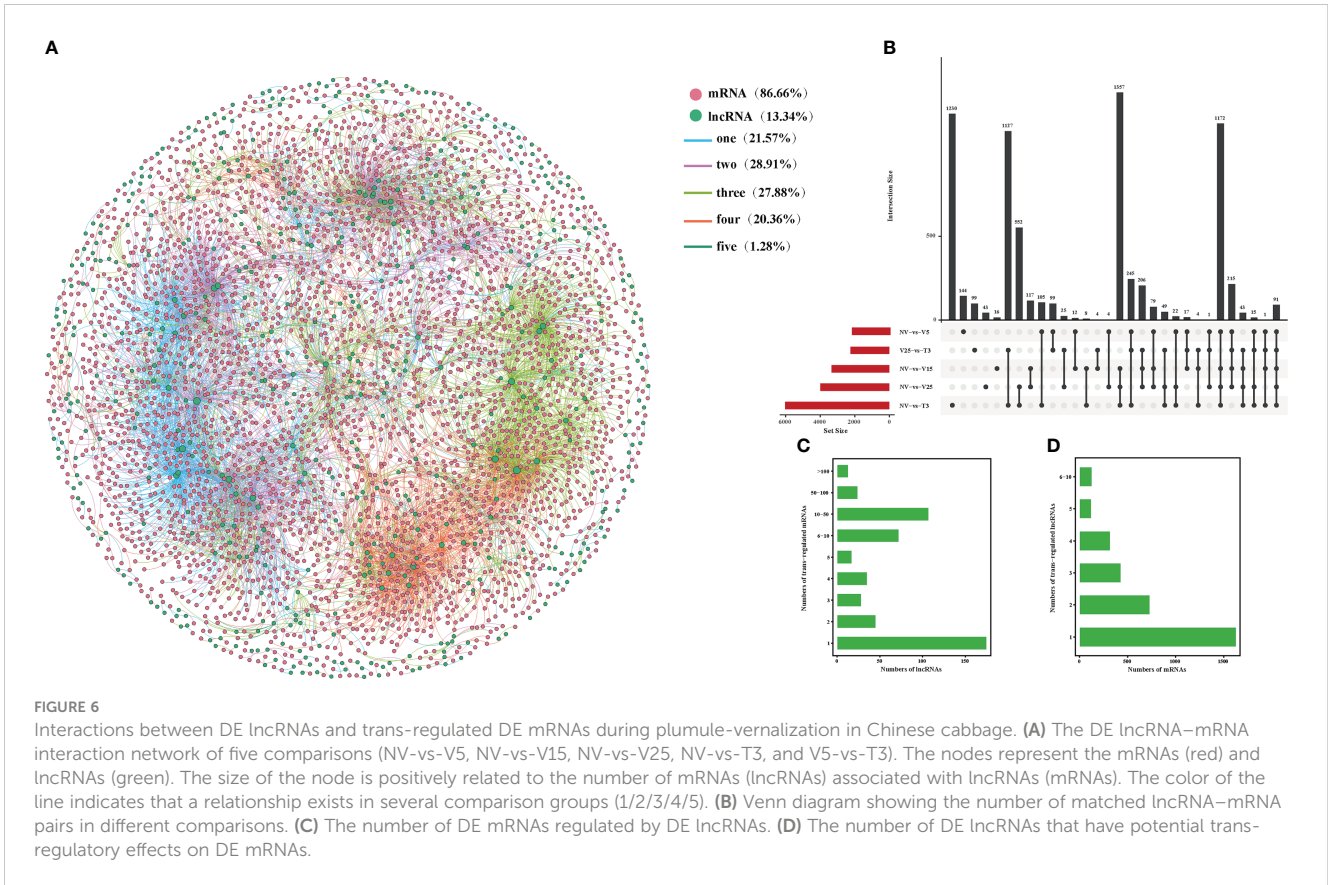 A
mRNA (86.66%)
lncRNA (13.34%)
one (21.57%)
two (28.91%)
three (27.88%)
four (20.36%)
five (1.28%)
B
Intersection Size
500
0
1230
144
99
43
16
1127
552
117
105
99
25
12
8
4
4
1357
245
206
79
49
22
17
4
1
1172
215
43
15
1
91
NV-vs-V5
V25-vs-T3
NV-vs-V15
NV-vs-V25
NV-vs-T3
6000 4000 2000 0
Set Size
C
Numbers of trans-regulated mRNAs
>100
50-100
10-50
6-10
5
4
3
2
1
0 50 100 150
Numbers of lncRNAs
D
Numbers of trans-regulated lncRNAs
6-10
5
4
3
2
1
0 500 1000 1500
Numbers of mRNAs
FIGURE 6
Interactions between DE lncRNAs and trans-regulated DE mRNAs during plumule-vernalization in Chinese cabbage. (A) The DE lncRNA–mRNA
interaction network of five comparisons (NV-vs-V5, NV-vs-V15, NV-vs-V25, NV-vs-T3, and V5-vs-T3). The nodes represent the mRNAs (red) and
lncRNAs (green). The size of the node is positively related to the number of mRNAs (lncRNAs) associated with lncRNAs (mRNAs). The color of the
line indicates that a relationship exists in several comparison groups (1/2/3/4/5). (B) Venn diagram showing the number of matched lncRNA–mRNA
pairs in different comparisons. (C) The number of DE mRNAs regulated by DE lncRNAs. (D) The number of DE lncRNAs that have potential trans-
regulatory effects on DE mRNAs.